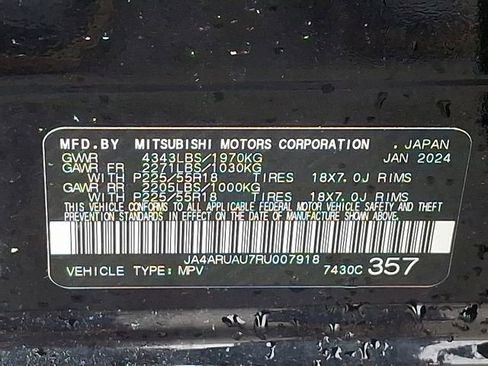 MFD.BY MITSUBISHI MOTORS CORPORATION . JAPAN
GVWR 4343LBS/1970KG JAN 2024
GAWR FR 2271LBS/1030KG
WITH P225/55R18 TIRES 18X7.0J RIMS
GAWR RR 2205LBS/1000KG
WITH P225/55R18 TIRES 18X7.0J RIMS
THIS VEHICLE CONFORMS TO ALL APPLICABLE FEDERAL MOTOR VEHICLE SAFETY AND THEFT
PREVENTION STANDARDS IN EFFECT ON THE DATE OF MANUFACTURE SHOWN ABOVE.
JA4ARUAU7RU007918
VEHICLE TYPE: MPV 7430C 357